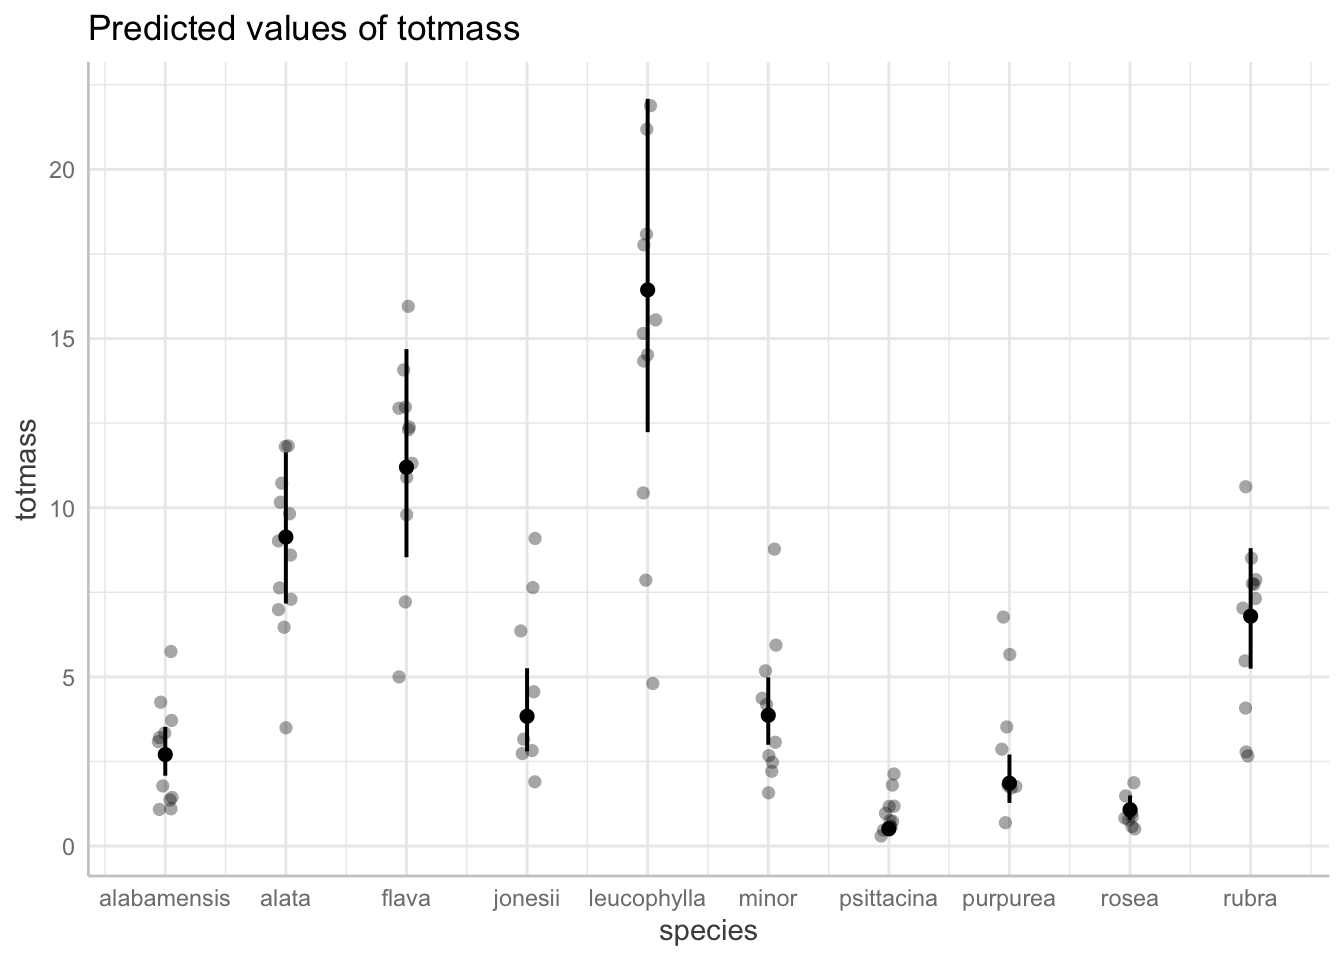 Predicted values of totmass
20
15
10
5
0
totmass
alabamensis alata flava jonesii leucophylla minor psittacina purpurea rosea rubra
species